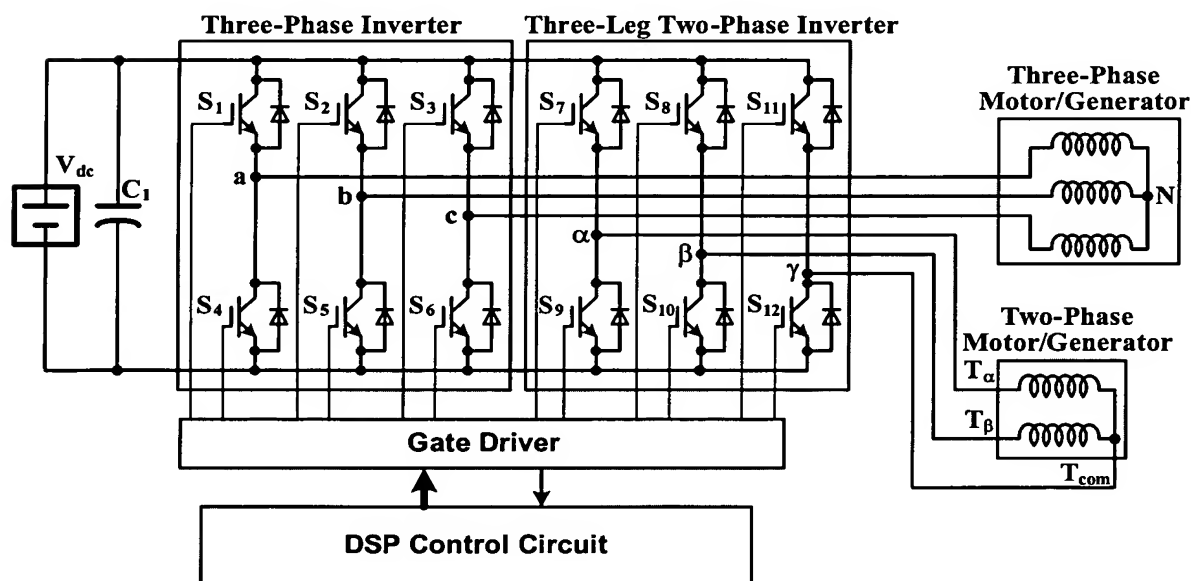 Three-Phase Inverter
Three-Leg Two-Phase Inverter
Three-Phase
Motor/Generator
S1
S2
S3
S7
S8
S11
Vdc
C1
a
b
c
N
α
β
γ
S4
S5
S6
S9
S10
S12
Two-Phase
Motor/Generator
Tα
Tβ
Tcom
Gate Driver
DSP Control Circuit